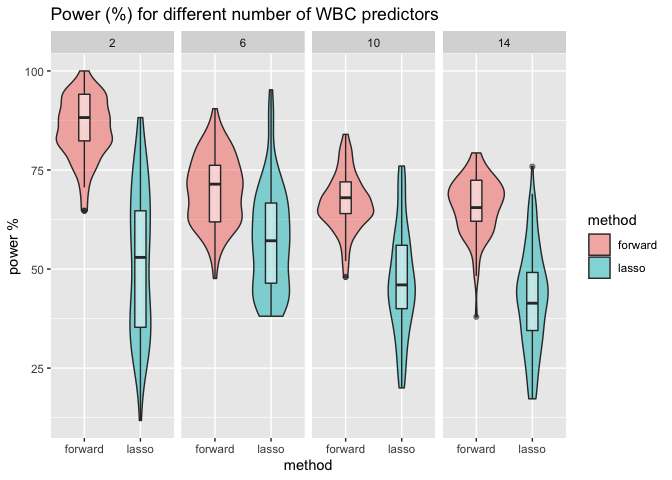 Power (%) for different number of WBC predictors
2 6 10 14
100
75
50
25
power %
forward lasso forward lasso forward lasso forward lasso
method
method
forward
lasso